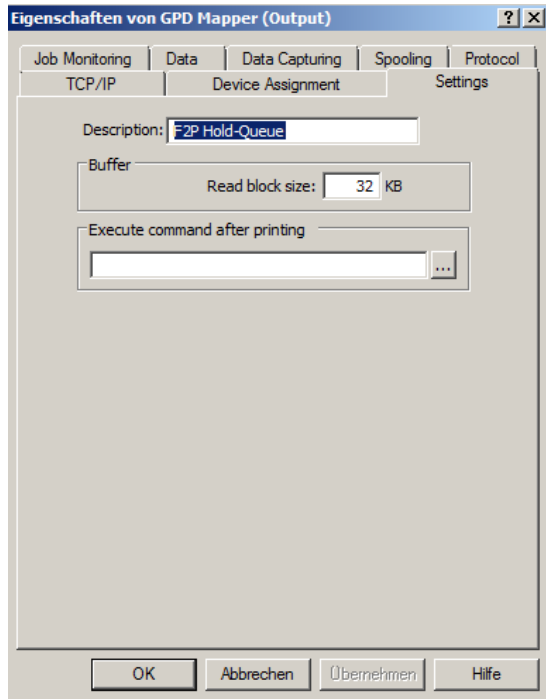 Eigenschaften von GPD Mapper (Output)
Job Monitoring Data Data Capturing Spooling Protocol
TCP/IP Device Assignment Settings
Description: F2P Hold-Queue
Buffer
Read block size: 32 KB
Execute command after printing
...
OK Abbrechen Übernehmen Hilfe